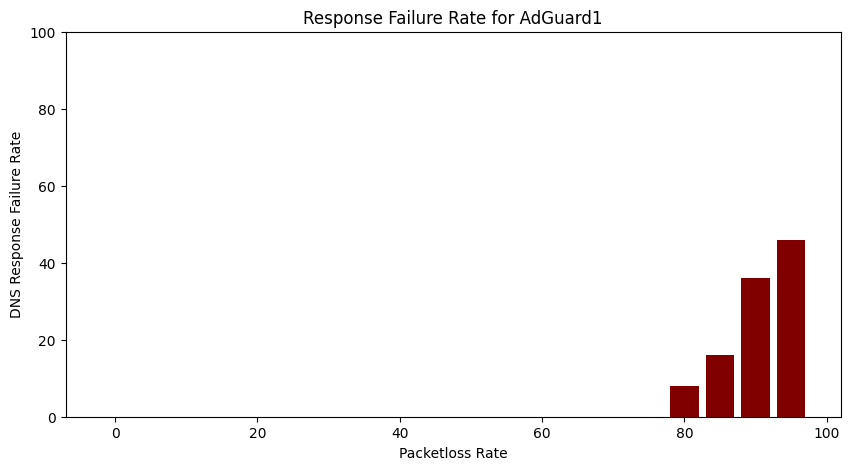 Response Failure Rate for AdGuard1
100
80
60
40
20
0
DNS Response Failure Rate
0 20 40 60 80 100
Packetloss Rate